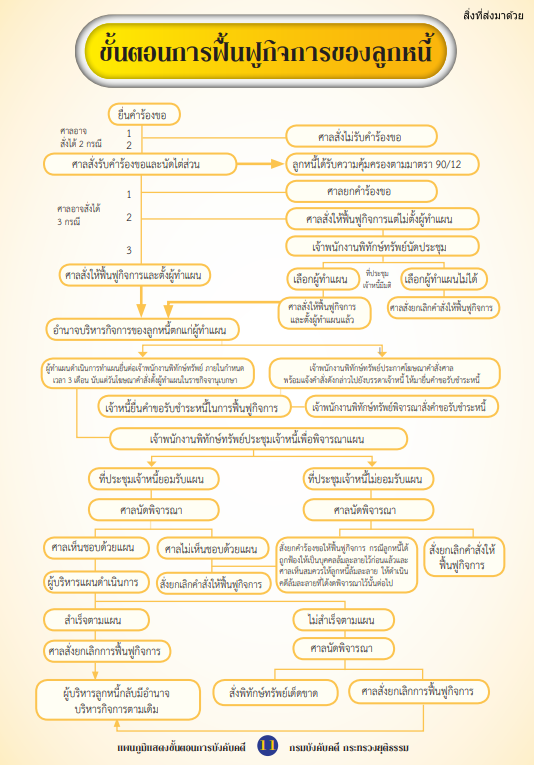 สิ่งที่ส่งมาด้วย
ขั้นตอนการฟื้นฟูกิจการของลูกหนี้
ยื่นคำร้องขอ
ศาลอาจ
สั่งได้ 2 กรณี
1
2
ศาลสั่งไม่รับคำร้องขอ
ศาลสั่งรับคำร้องขอและนัดไต่สวน
ลูกหนี้ได้รับความคุ้มครองตามมาตรา 90/12
ศาลอาจสั่งได้
3 กรณี
1
2
3
ศาลยกคำร้องขอ
ศาลสั่งให้ฟื้นฟูกิจการแต่ไม่ตั้งผู้ทำแผน
เจ้าพนักงานพิทักษ์ทรัพย์นัดประชุม
ศาลสั่งให้ฟื้นฟูกิจการและตั้งผู้ทำแผน
เลือกผู้ทำแผน
ที่ประชุม
เจ้าหนี้มีมติ
เลือกผู้ทำแผนไม่ได้
ศาลสั่งให้ฟื้นฟูกิจการ
และตั้งผู้ทำแผนแล้ว
ศาลสั่งยกเลิกคำสั่งให้ฟื้นฟูกิจการ
อำนาจบริหารกิจการของลูกหนี้ตกแก่ผู้ทำแผน
ผู้ทำแผนดำเนินการทำแผนยื่นต่อเจ้าพนักงานพิทักษ์ทรัพย์ ภายในกำหนด
เวลา 3 เดือน นับแต่วันโฆษณาคำสั่งตั้งผู้ทำแผนในราชกิจจานุเบกษา
เจ้าพนักงานพิทักษ์ทรัพย์ประกาศโฆษณาคำสั่งศาล
พร้อมแจ้งคำสั่งดังกล่าวไปยังบรรดาเจ้าหนี้ ให้มายื่นคำขอรับชำระหนี้
เจ้าหนี้ยื่นคำขอรับชำระหนี้ในการฟื้นฟูกิจการ
เจ้าพนักงานพิทักษ์ทรัพย์พิจารณาสั่งคำขอรับชำระหนี้
เจ้าพนักงานพิทักษ์ทรัพย์ประชุมเจ้าหนี้เพื่อพิจารณาแผน
ที่ประชุมเจ้าหนี้ยอมรับแผน
ที่ประชุมเจ้าหนี้ไม่ยอมรับแผน
ศาลนัดพิจารณา
ศาลนัดพิจารณา
ศาลเห็นชอบด้วยแผน
ศาลไม่เห็นชอบด้วยแผน
สั่งยกคำร้องขอให้ฟื้นฟูกิจการ กรณีลูกหนี้ได้
ถูกฟ้องให้เป็นบุคคลล้มละลายไว้ก่อนแล้วและ
ศาลเห็นสมควรให้ลูกหนี้ล้มละลาย ให้ดำเนิน
คดีล้มละลายที่ได้งดพิจารณาไว้นั้นต่อไป
สั่งยกเลิกคำสั่งให้
ฟื้นฟูกิจการ
ผู้บริหารแผนดำเนินการ
สั่งยกเลิกคำสั่งให้ฟื้นฟูกิจการ
สำเร็จตามแผน
ไม่สำเร็จตามแผน
ศาลสั่งยกเลิกการฟื้นฟูกิจการ
ศาลนัดพิจารณา
ผู้บริหารลูกหนี้กลับมีอำนาจ
บริหารกิจการตามเดิม
สั่งพิทักษ์ทรัพย์เด็ดขาด
ศาลสั่งยกเลิกการฟื้นฟูกิจการ
แผนภูมิแสดงขั้นตอนการบังคับคดี 11 กรมบังคับคดี กระทรวงยุติธรรม